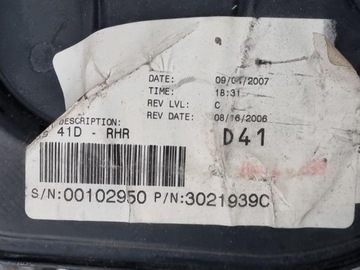 DATE: 09/04/2007
TIME: 18:31
REV LVL: C
REV DATE: 08/16/2006
DESCRIPTION:
41D - RHR
D41
S/N:00102950 P/N:3021939C